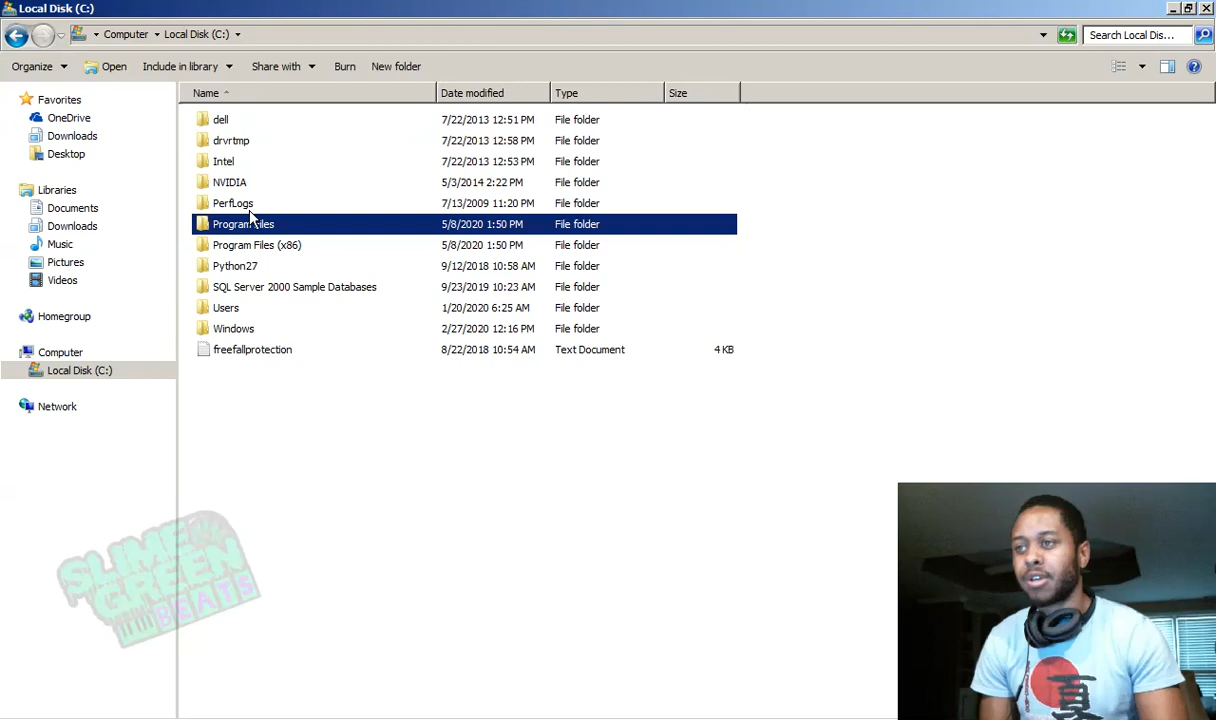 Local Disk (C:)
Computer Local Disk (C:) Search Local Dis...
Organize Open Include in library Share with Burn New folder
Name Date modified Type Size
Favorites
OneDrive
Downloads
Desktop
Libraries
Documents
Downloads
Music
Pictures
Videos
Homegroup
Computer
Local Disk (C:)
Network
dell 7/22/2013 12:51 PM File folder
drvrtmp 7/22/2013 12:58 PM File folder
Intel 7/22/2013 12:53 PM File folder
NVIDIA 5/3/2014 2:22 PM File folder
PerfLogs 7/13/2009 11:20 PM File folder
Program Files 5/8/2020 1:50 PM File folder
Program Files (x86) 5/8/2020 1:50 PM File folder
Python27 9/12/2018 10:58 AM File folder
SQL Server 2000 Sample Databases 9/23/2019 10:23 AM File folder
Users 1/20/2020 6:25 AM File folder
Windows 2/27/2020 12:16 PM File folder
freefallprotection 8/22/2018 10:54 AM Text Document 4 KB
SLIME
GREEN
BEATS
夏